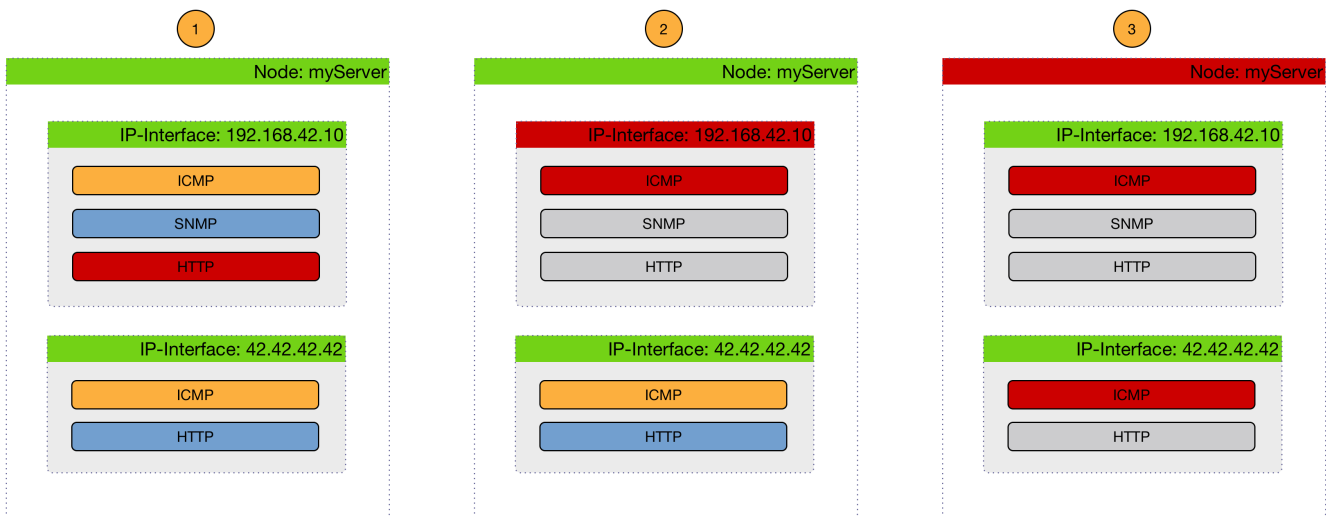 1
Node: myServer
IP-Interface: 192.168.42.10
ICMP
SNMP
HTTP
IP-Interface: 42.42.42.42
ICMP
HTTP
2
Node: myServer
IP-Interface: 192.168.42.10
ICMP
SNMP
HTTP
IP-Interface: 42.42.42.42
ICMP
HTTP
3
Node: myServer
IP-Interface: 192.168.42.10
ICMP
SNMP
HTTP
IP-Interface: 42.42.42.42
ICMP
HTTP